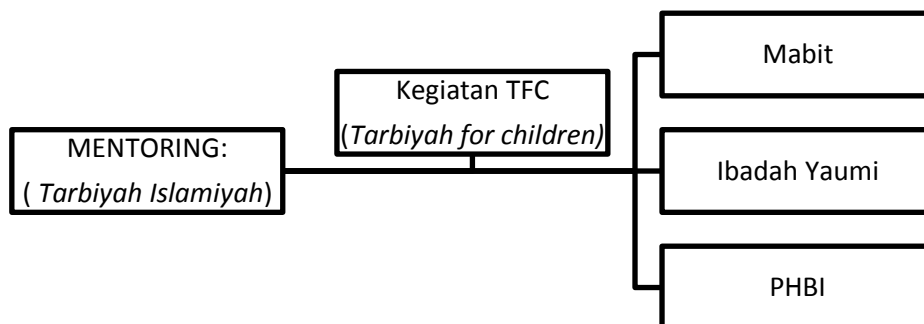 MENTORING:
( Tarbiyah Islamiyah)
Kegiatan TFC
(Tarbiyah for children)
Mabit
Ibadah Yaumi
PHBI